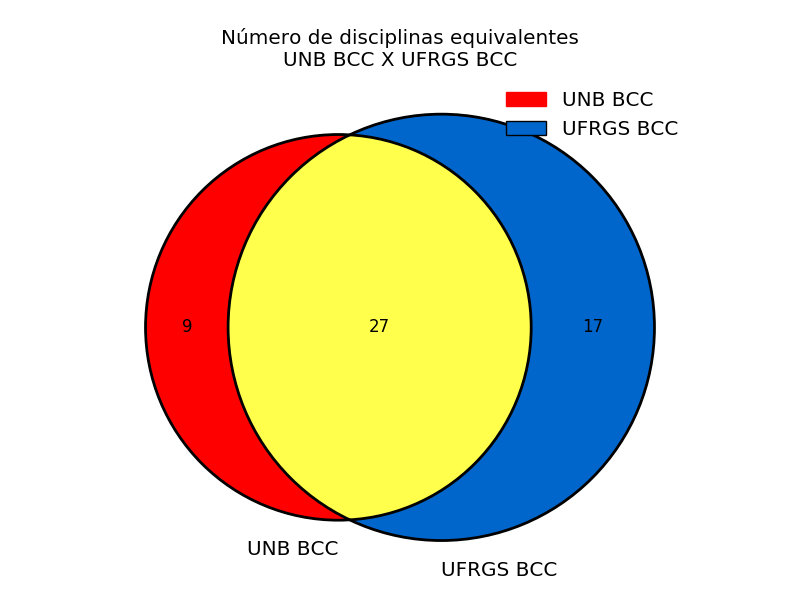 Número de disciplinas equivalentes
UNB BCC X UFRGS BCC
UNB BCC
UFRGS BCC
9
27
17
UNB BCC
UFRGS BCC